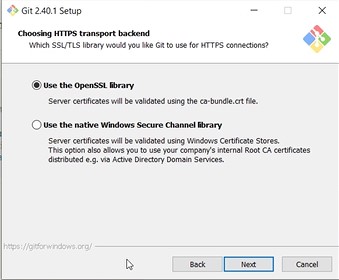 Git 2.40.1 Setup
Choosing HTTPS transport backend
Which SSL/TLS library would you like Git to use for HTTPS connections?
Use the OpenSSL library
Server certificates will be validated using the ca-bundle.crt file.
Use the native Windows Secure Channel library
Server certificates will be validated using Windows Certificate Stores.
This option also allows you to use your company's internal Root CA certificates
distributed e.g. via Active Directory Domain Services.
https://gitforwindows.org/
Back Next Cancel